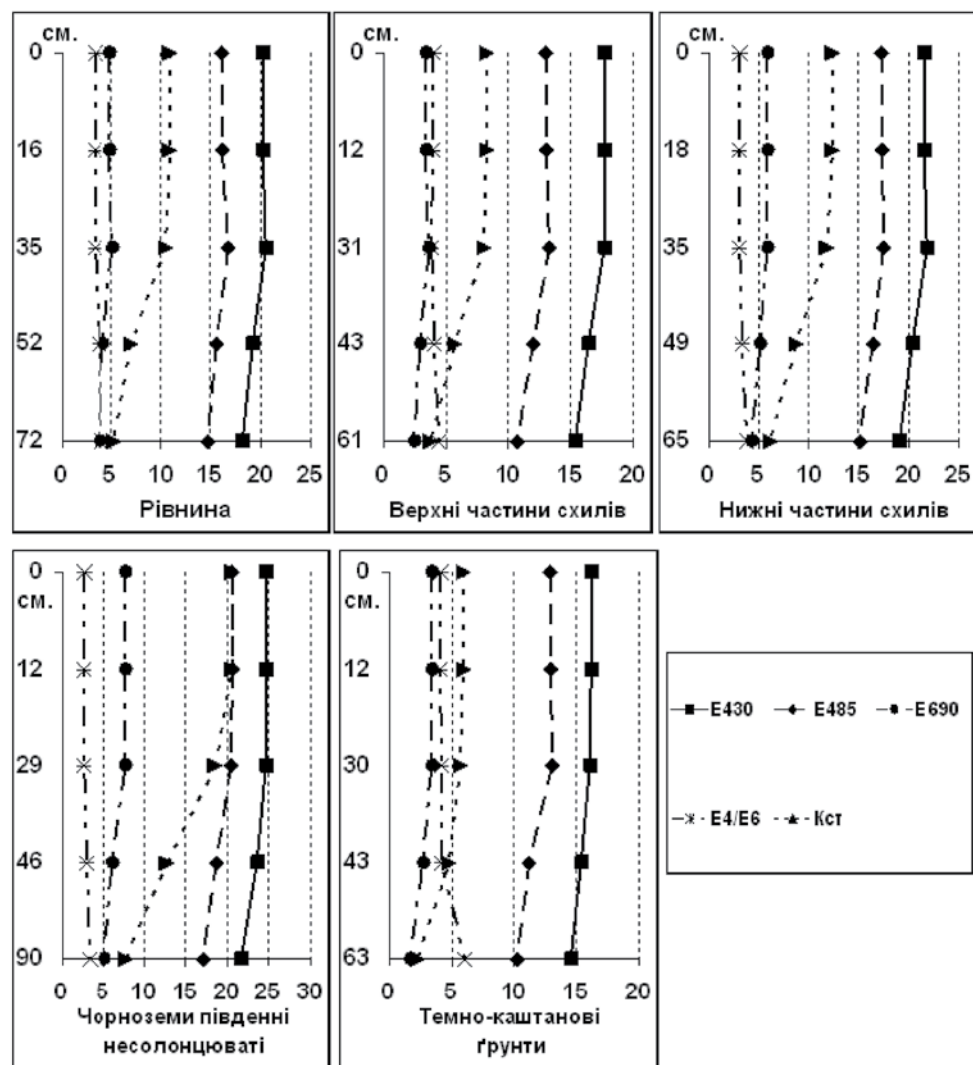 см.
0
16
35
52
72
0 5 10 15 20 25
Рівнина
см.
0
12
31
43
61
0 5 10 15 20
Верхні частини схилів
см.
0
18
35
49
65
0 5 10 15 20 25
Нижні частини схилів
0
см.
12
29
46
90
0 5 10 15 20 25 30
Чорноземи південні
несолонцюваті
0
см.
12
30
43
63
0 5 10 15 20
Темно-каштанові
ґрунти
E430 E485 E690
E4/E6 Кст